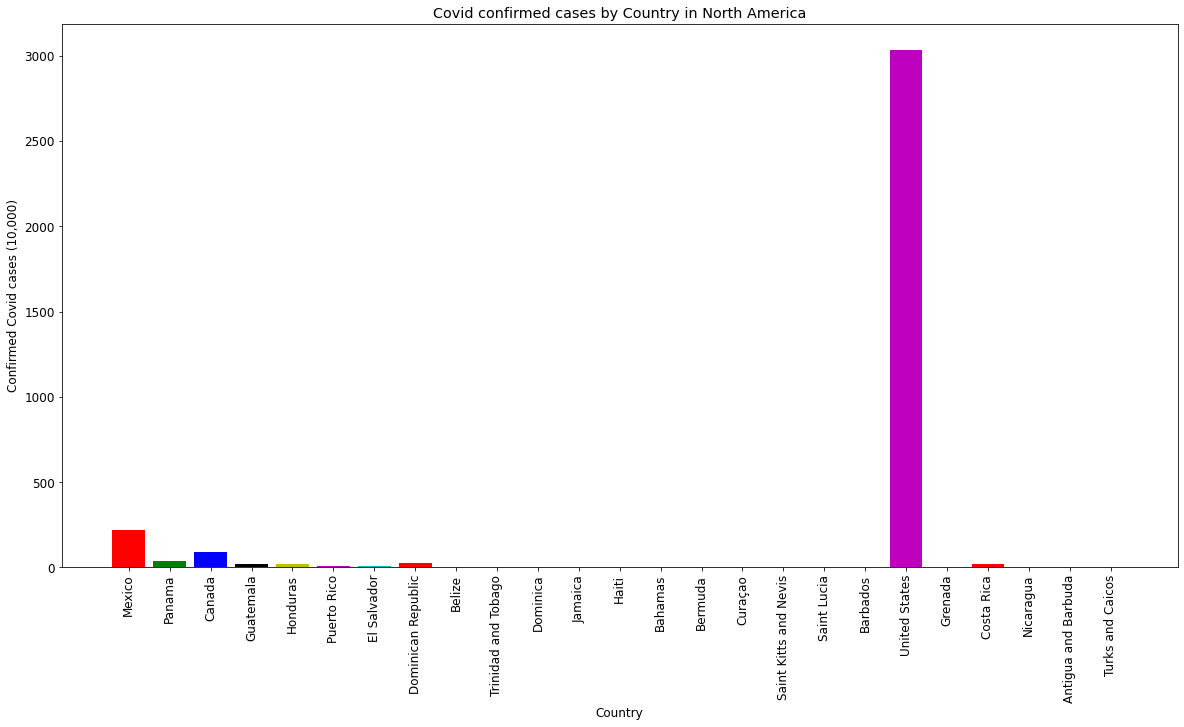 Covid confirmed cases by Country in North America
Confirmed Covid cases (10,000)
3000
2500
2000
1500
1000
500
0
Mexico
Panama
Canada
Guatemala
Honduras
Puerto Rico
El Salvador
Dominican Republic
Belize
Trinidad and Tobago
Dominica
Jamaica
Haiti
Bahamas
Bermuda
Curaçao
Saint Kitts and Nevis
Saint Lucia
Barbados
United States
Grenada
Costa Rica
Nicaragua
Antigua and Barbuda
Turks and Caicos
Country